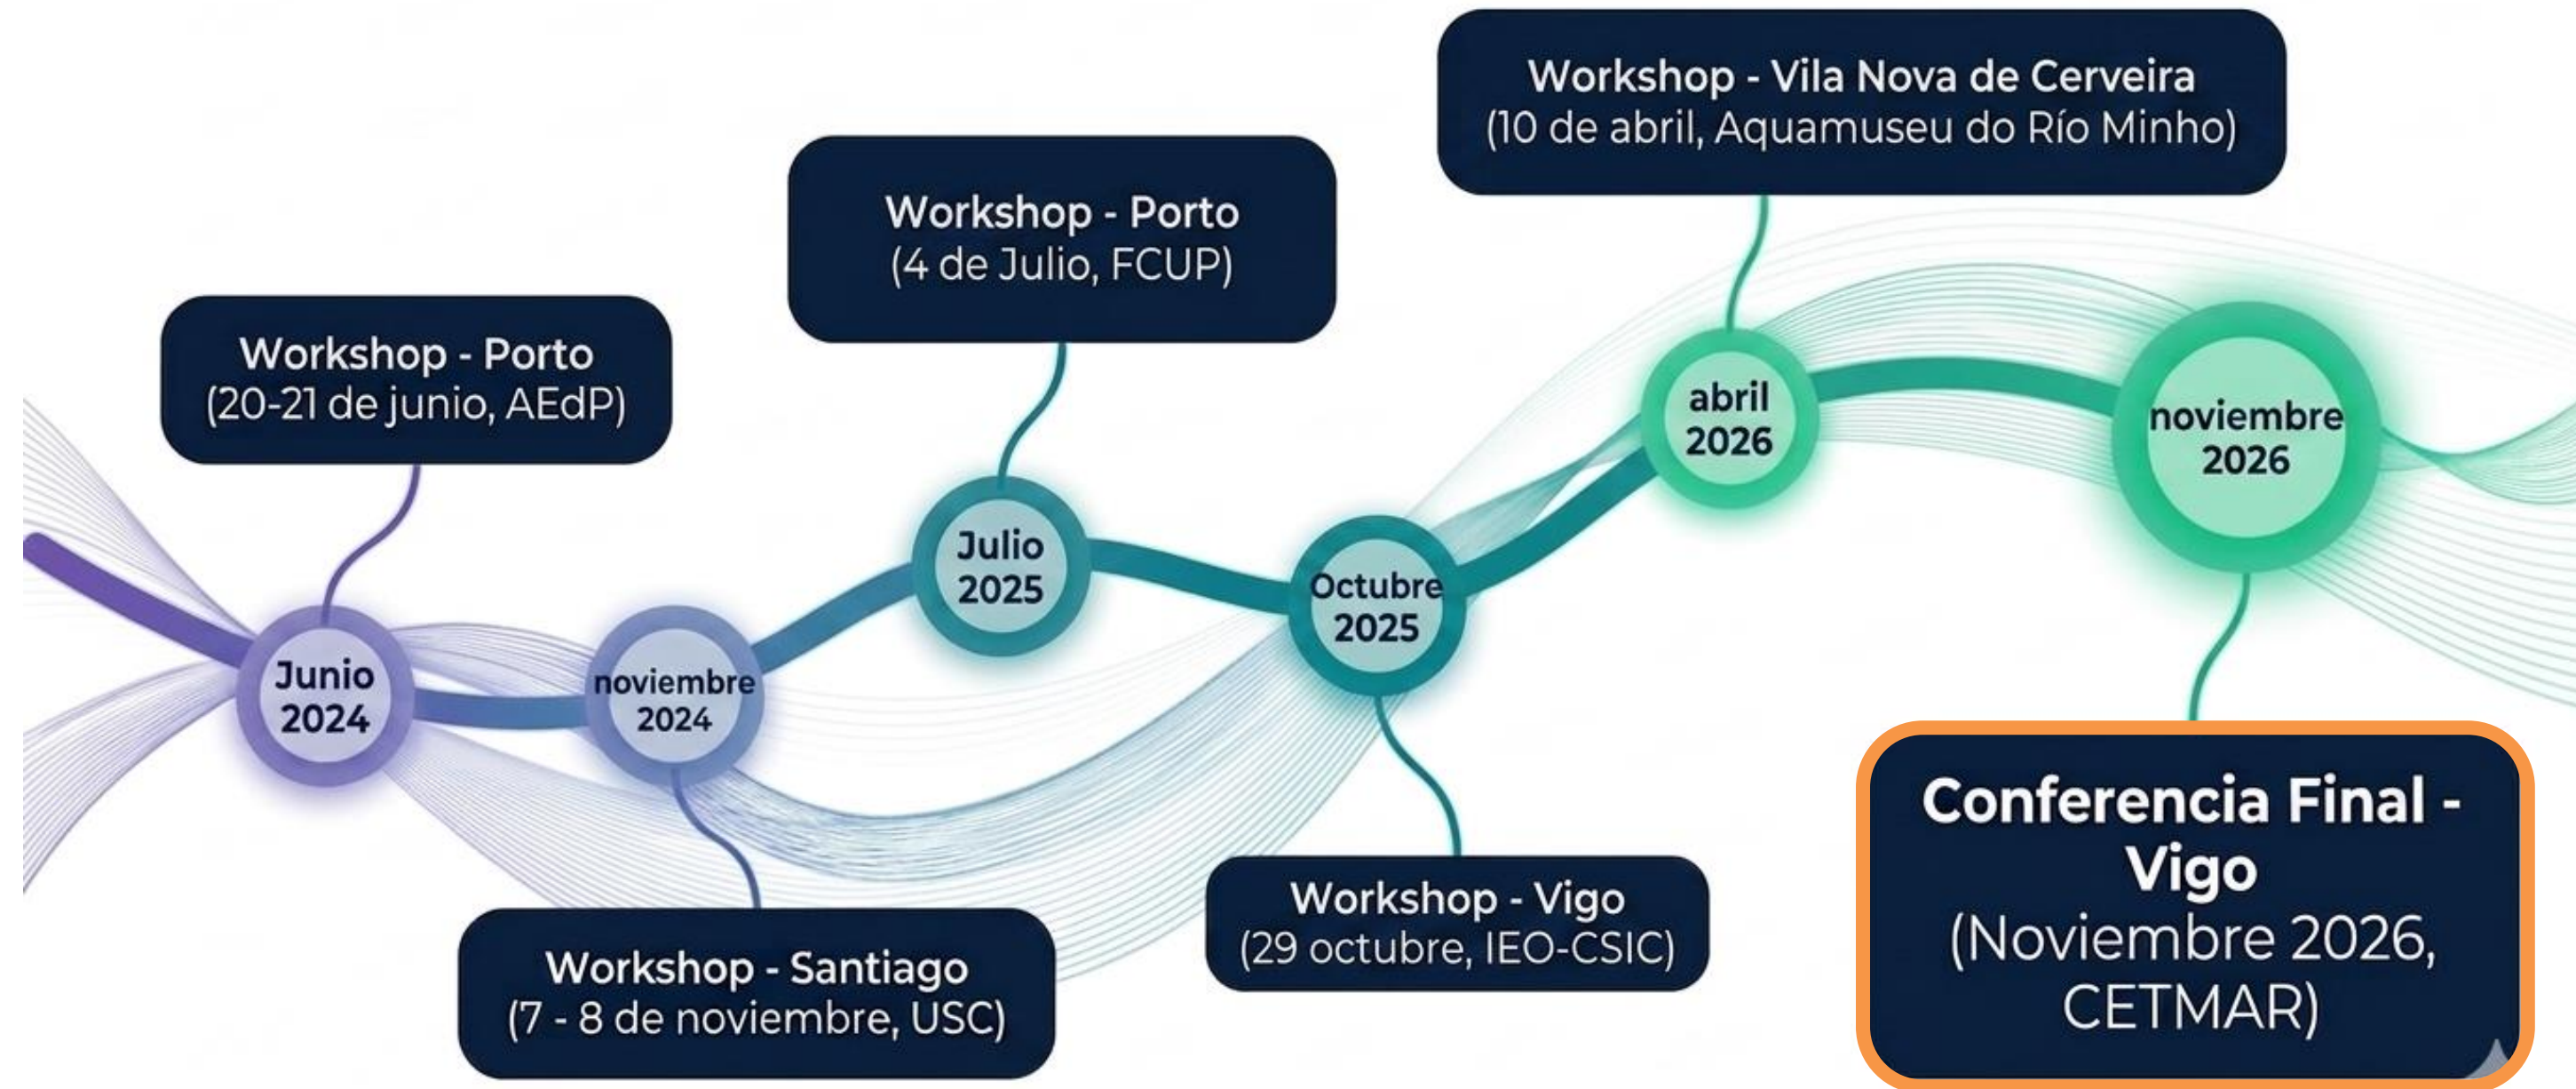 Workshop - Porto
(20-21 de junio, AEdP)
Junio
2024
noviembre
2024
Workshop - Santiago
(7 - 8 de noviembre, USC)
Workshop - Porto
(4 de Julio, FCUP)
Julio
2025
Octubre
2025
Workshop - Vigo
(29 octubre, IEO-CSIC)
Workshop - Vila Nova de Cerveira
(10 de abril, Aquamuseu do Río Minho)
abril
2026
noviembre
2026
Conferencia Final -
Vigo
(Noviembre 2026,
CETMAR)